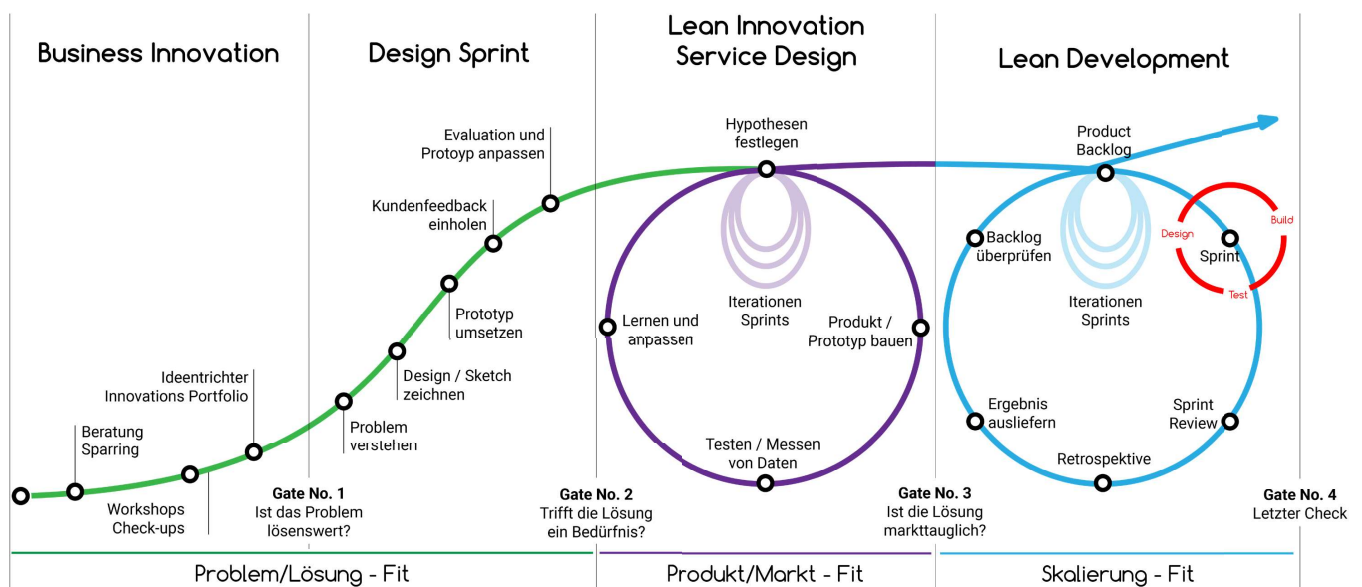 Business Innovation
Design Sprint
Lean Innovation
Service Design
Lean Development
Evaluation und
Protoyp anpassen
Kundenfeedback
einholen
Prototyp
umsetzen
Design / Sketch
zeichnen
Ideentrichter
Innovations Portfolio
Problem
verstehen
Beratung
Sparring
Workshops
Check-ups
Hypothesen
festlegen
Iterationen
Sprints
Lernen und
anpassen
Produkt /
Prototyp bauen
Testen / Messen
von Daten
Product
Backlog
Backlog
überprüfen
Iterationen
Sprints
Design
Build
Sprint
Test
Ergebnis
ausliefern
Sprint
Review
Retrospektive
Gate No. 1
Ist das Problem
lösenswert?
Gate No. 2
Trifft die Lösung
ein Bedürfnis?
Gate No. 3
Ist die Lösung
markttauglich?
Gate No. 4
Letzter Check
Problem/Lösung - Fit
Produkt/Markt - Fit
Skalierung - Fit